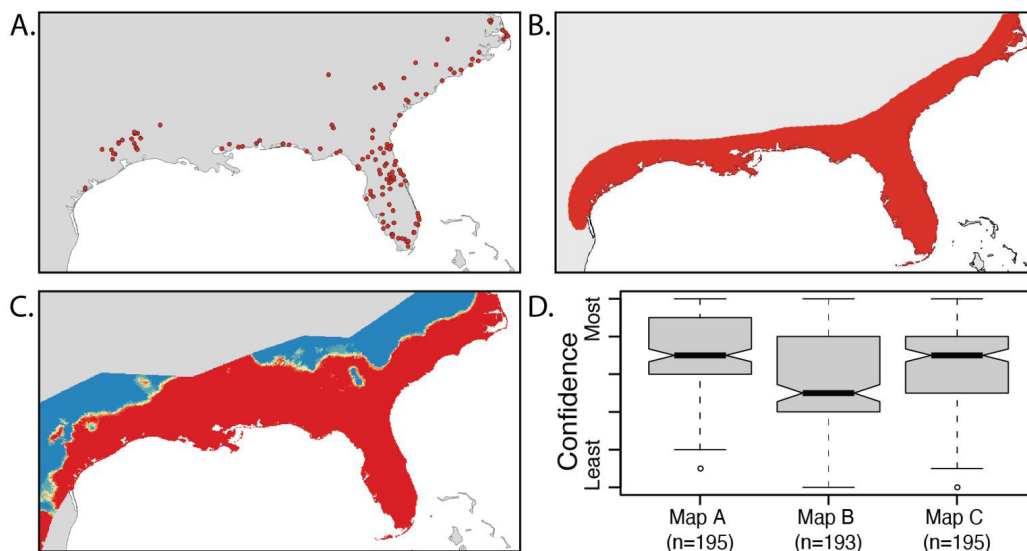 A.
B.
C.
D.
Most
Confidence
Least
Map A
(n=195)
Map B
(n=193)
Map C
(n=195)